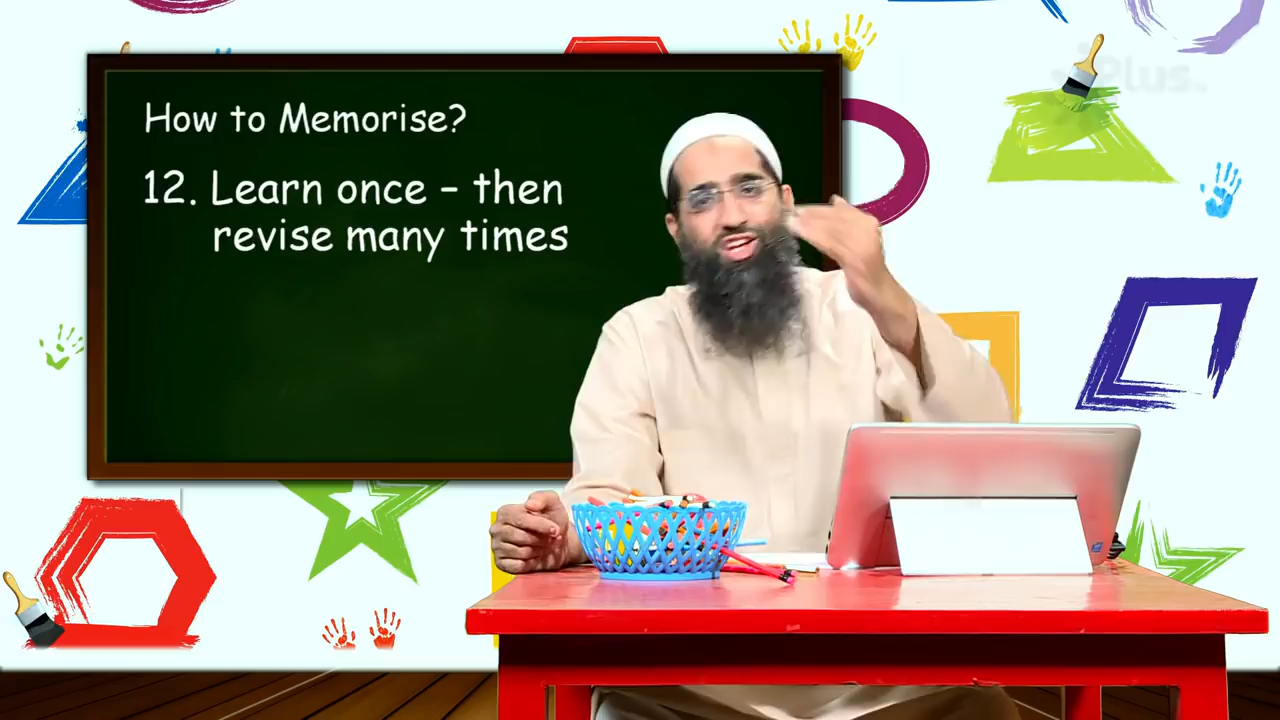 How to Memorise?
12. Learn once – then
revise many times